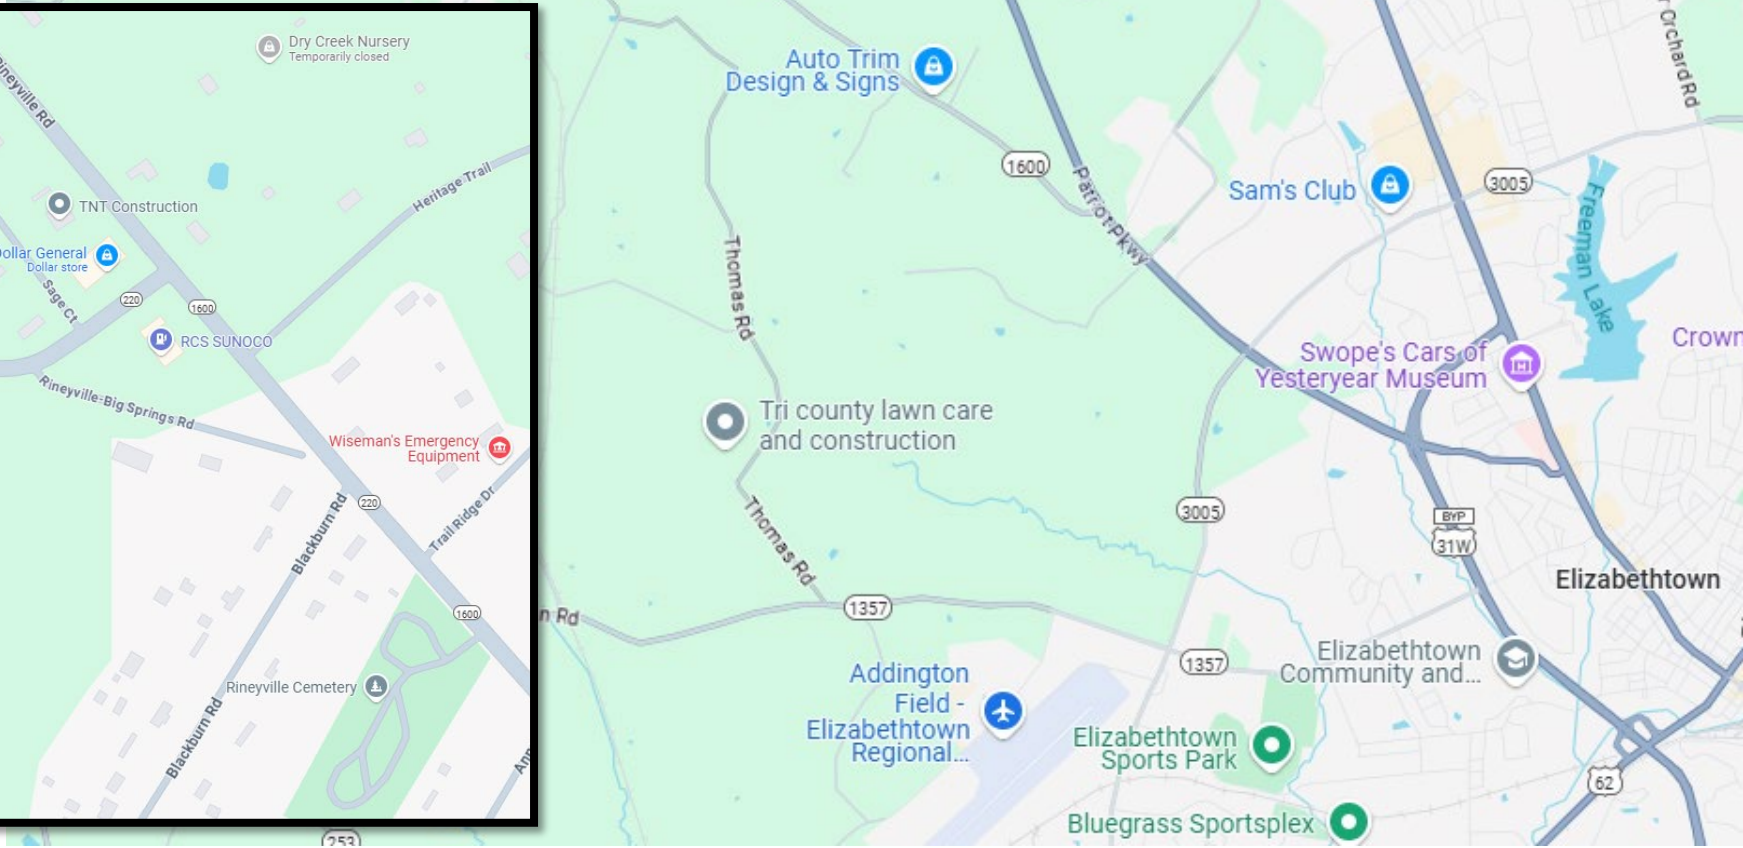 Dry Creek Nursery
Temporarily closed
Rineyville Rd
Heritage Trail
TNT Construction
Dollar General
Dollar store
Sage Ct
220
1600
RCS SUNOCO
Rineyville-Big Springs Rd
Wiseman's Emergency
Equipment
220
Blackburn Rd
Trail Ridge Dr
1600
Rineyville Cemetery
Blackburn Rd
253
Auto Trim
Design & Signs
1600
Patriot Pkwy
Orchard Rd
3005
Sam's Club
Freeman Lake
Thomas Rd
Swope's Cars of
Yesteryear Museum
Crown
Tri county lawn care
and construction
3005
BYP
31W
Thomas Rd
Elizabethtown
n Rd
1357
1357
Elizabethtown
Community and...
Addington
Field -
Elizabethtown
Regional...
Elizabethtown
Sports Park
62
Bluegrass Sportsplex